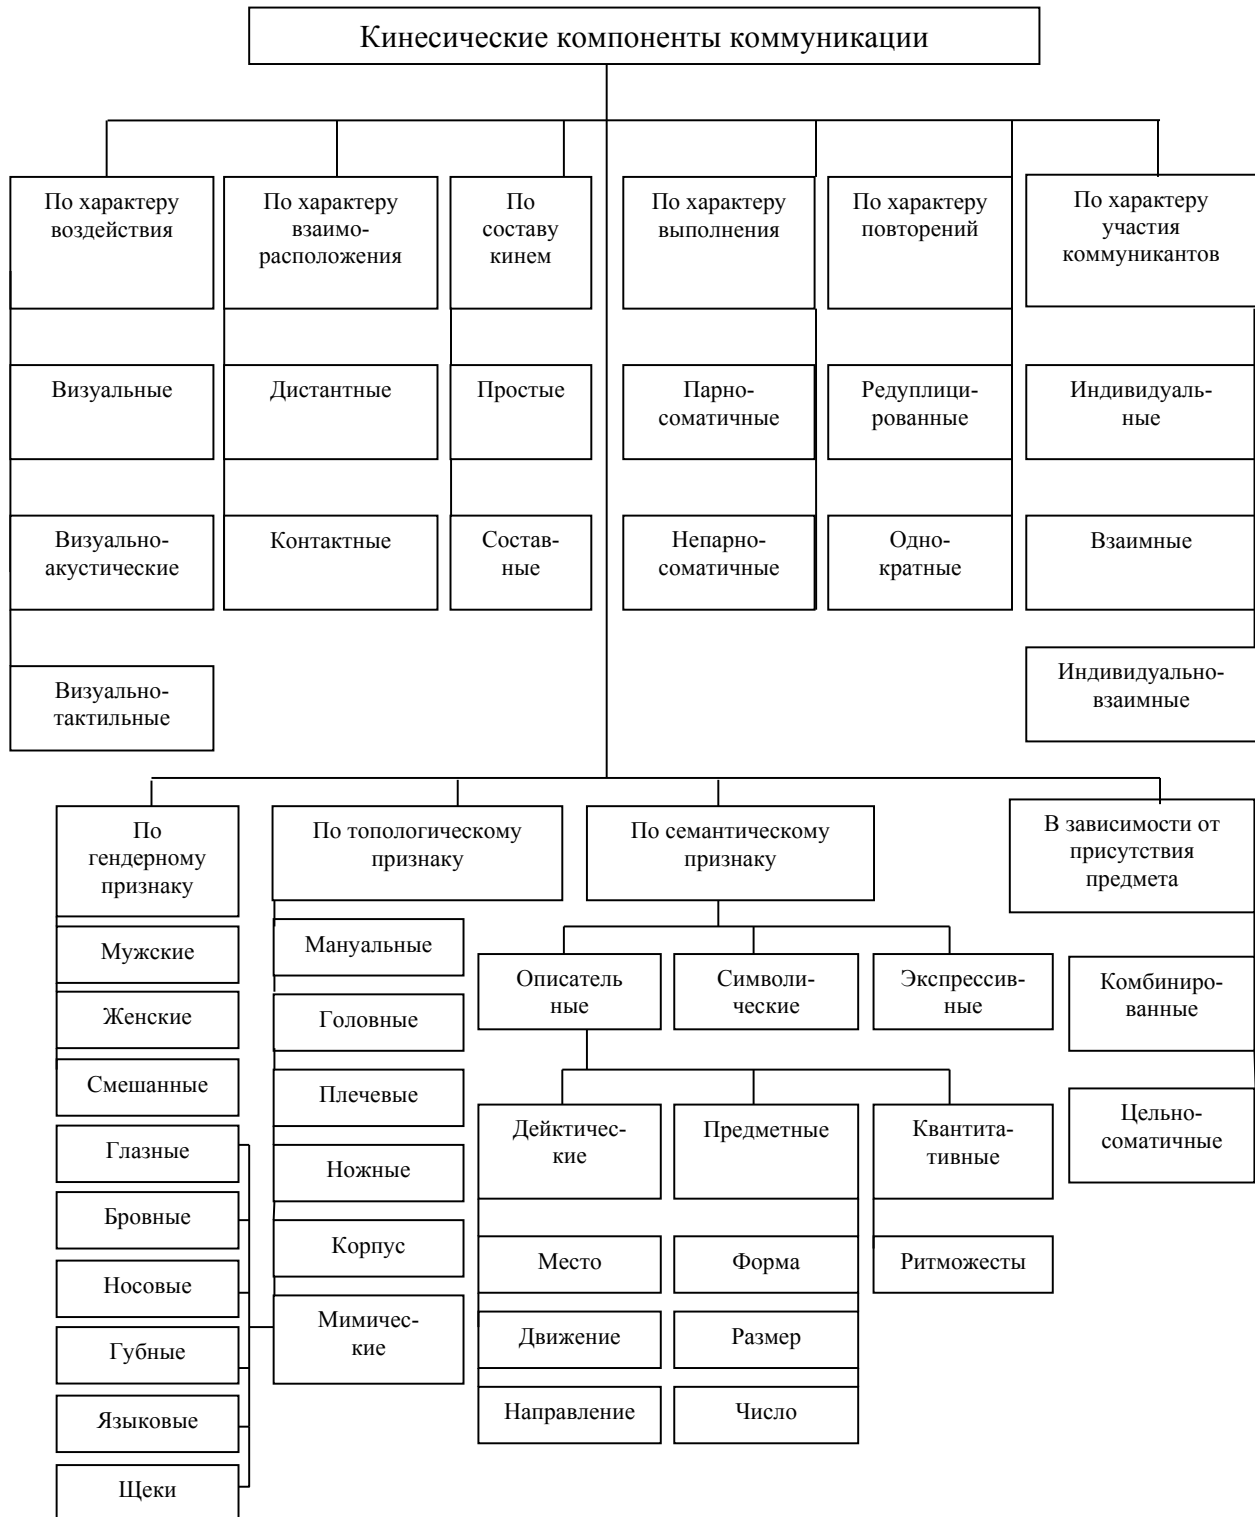 Кинесические компоненты коммуникации
По характеру
воздействия
По характеру
взаимо-
расположения
По
составу
кинем
По характеру
выполнения
По характеру
повторений
По характеру
участия
коммуникантов
Визуальные
Дистантные
Простые
Парно-
соматичные
Редуплици-
рованные
Индивидуаль-
ные
Визуально-
акустические
Контактные
Состав-
ные
Непарно-
соматичные
Одно-
кратные
Взаимные
Визуально-
тактильные
Индивидуально-
взаимные
По
гендерному
признаку
По топологическому
признаку
По семантическому
признаку
В зависимости от
присутствия
предмета
Мужские
Женские
Смешанные
Мануальные
Головные
Плечевые
Ножные
Корпус
Мимичес-
кие
Глазные
Бровные
Носовые
Губные
Языковые
Щеки
Описатель
ные
Символи-
ческие
Экспрессив-
ные
Дейктичес-
кие
Предметные
Квантита-
тивные
Место
Движение
Направление
Форма
Размер
Число
Ритможесты
Комбиниро-
ванные
Цельно-
соматичные